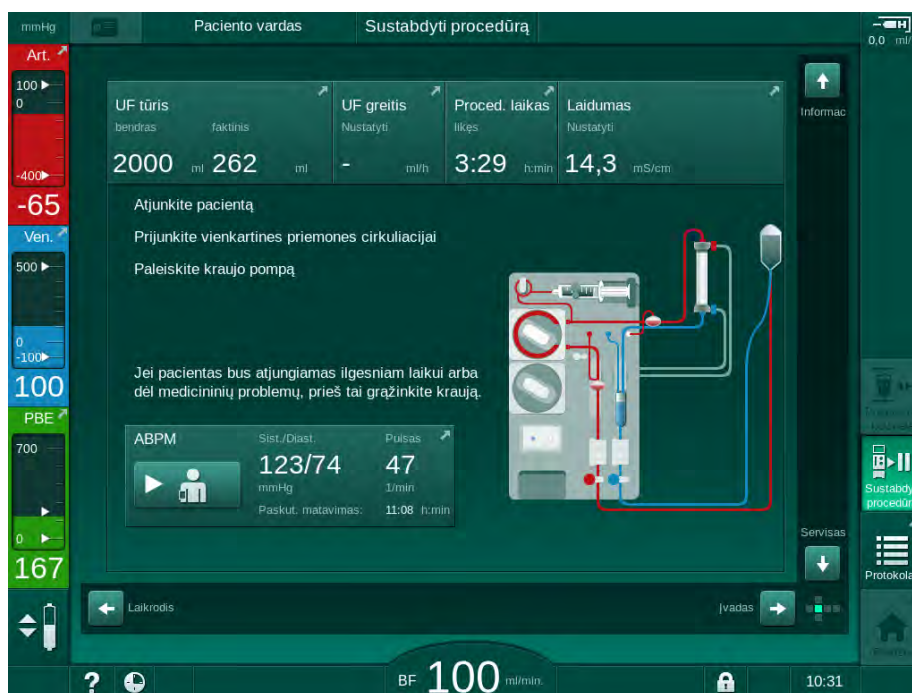 mmHg
Paciento vardas
Sustabdyti procedūrą
0,0 ml/
Art.
100
0
-400
-65
Ven.
500
0
-100
100
PBE
700
0
167
UF tūris
bendras faktinis
2000 ml 262 ml
UF greitis
Nustatyti
- ml/h
Proced. laikas
likęs
3:29 h:min
Laidumas
Nustatyti
14,3 mS/cm
Informac
Atjunkite pacientą
Prijunkite vienkartines priemones cirkuliacijai
Paleiskite kraujo pompą
Jei pacientas bus atjungiamas ilgesniam laikui arba
dėl medicininių problemų, prieš tai grąžinkite kraują.
ABPM
Sist./Diast.
123/74
mmHg
Pulsas
47
1/min
Paskut. matavimas: 11:08 h:min
Sustabdy
procedūr
Servisas
Protokola
Laikrodis
Įvadas
? BF 100 ml/min.
10:31